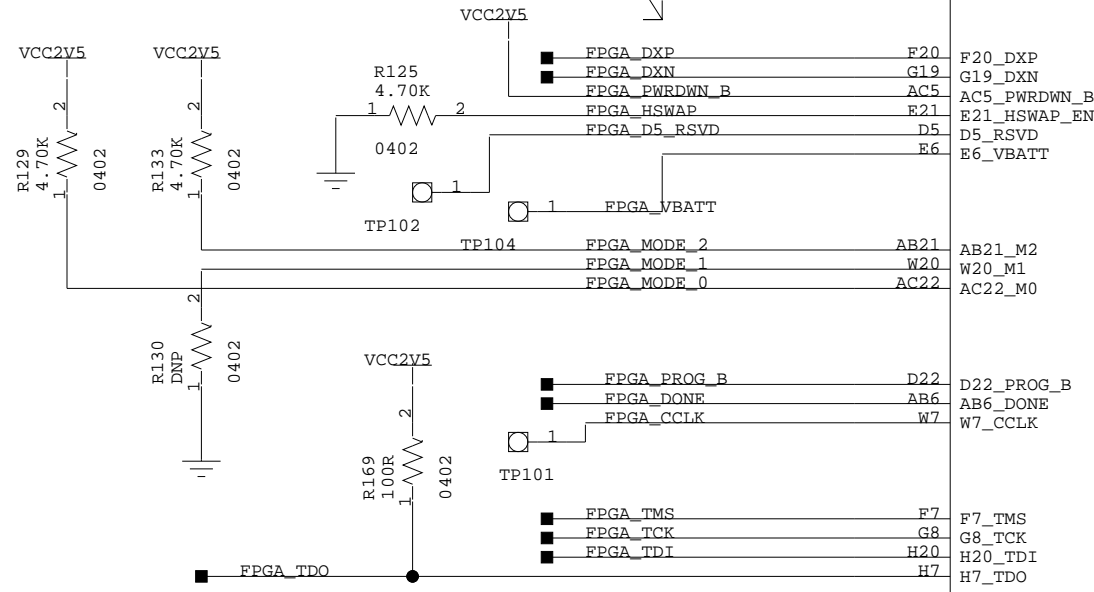 VCC2V5
VCC2V5
VCC2V5
FPGA_DXP F20 F20_DXP
FPGA_DXN G19 G19_DXN
FPGA_PWRDWN_B AC5 AC5_PWRDWN_B
R125
4.70K
1 2 FPGA_HSWAP E21 E21_HSWAP_EN
0402
FPGA_D5_RSVD D5 D5_RSVD
E6 E6_VBATT
2
R129
4.70K
0402
1
2
R133
4.70K
0402
1
1
TP102
1 FPGA_VBATT
TP104
FPGA_MODE_2 AB21 AB21_M2
FPGA_MODE_1 W20 W20_M1
FPGA_MODE_0 AC22 AC22_M0
2
R130
DNP
0402
1
VCC2V5
2
R169
100R
0402
1
FPGA_PROG_B D22 D22_PROG_B
FPGA_DONE AB6 AB6_DONE
FPGA_CCLK W7 W7_CCLK
1
TP101
FPGA_TMS F7 F7_TMS
FPGA_TCK G8 G8_TCK
FPGA_TDI H20 H20_TDI
FPGA_TDO H7 H7_TDO